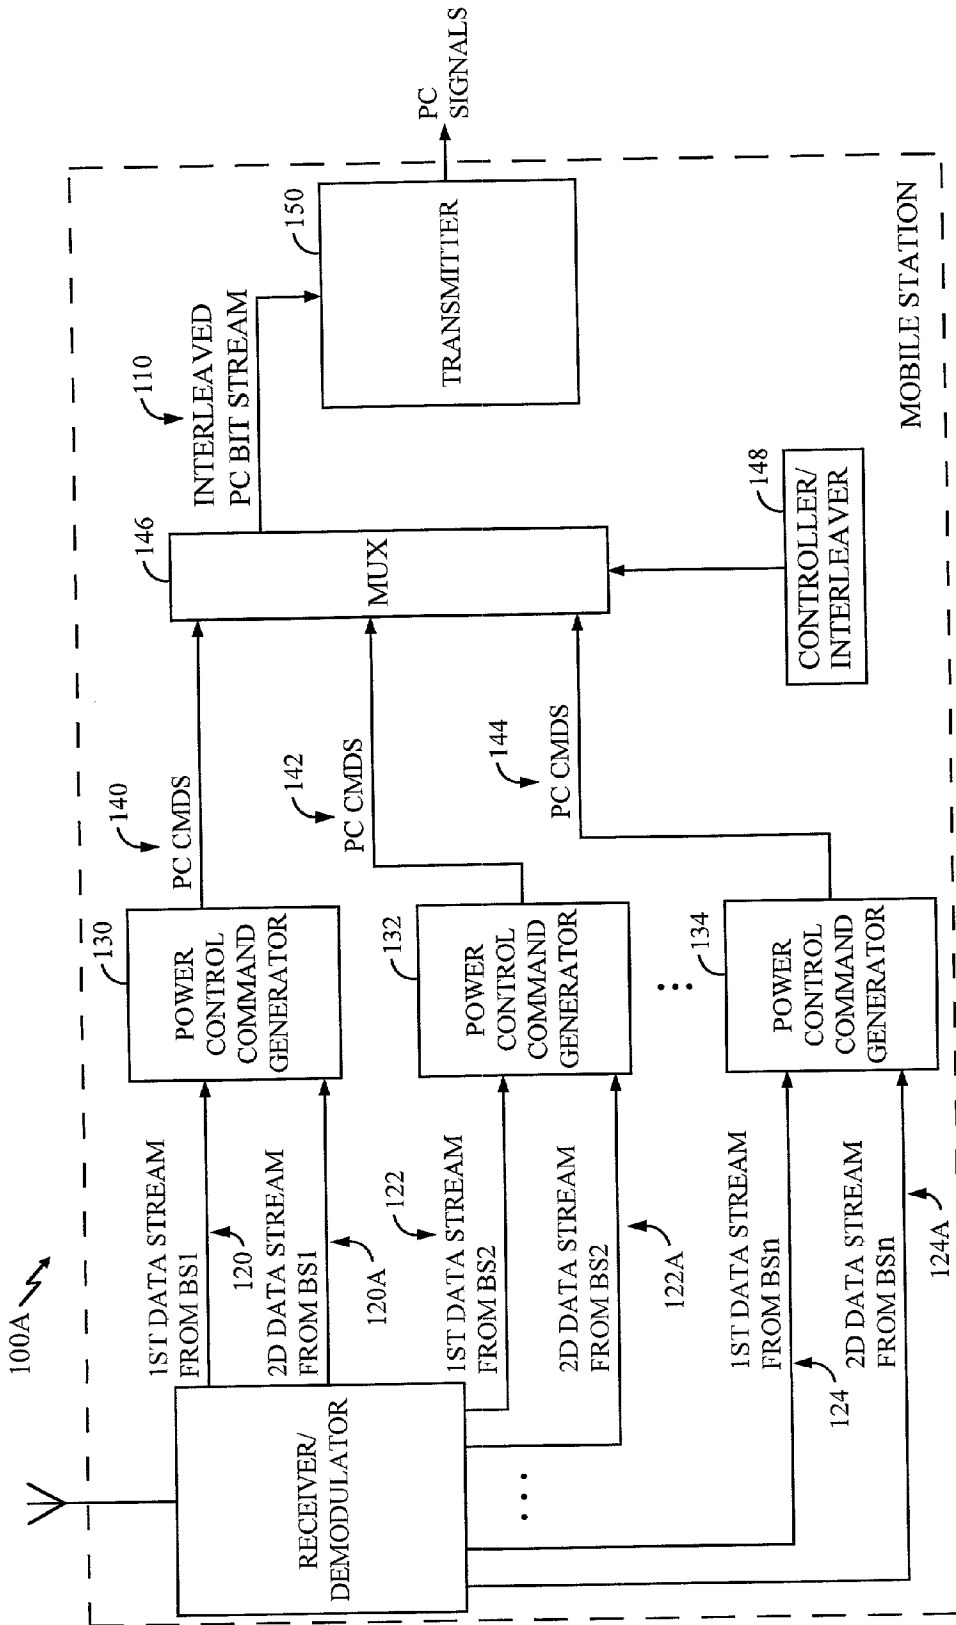 100A
RECEIVER/
DEMODULATOR
1ST DATA STREAM
FROM BS1
120
2D DATA STREAM
FROM BS1
120A
122
1ST DATA STREAM
FROM BS2
2D DATA STREAM
FROM BS2
122A
1ST DATA STREAM
FROM BSn
124
2D DATA STREAM
FROM BSn
124A
130
POWER
CONTROL
COMMAND
GENERATOR
132
POWER
CONTROL
COMMAND
GENERATOR
134
POWER
CONTROL
COMMAND
GENERATOR
140
PC CMDS
142
PC CMDS
144
PC CMDS
146
MUX
148
CONTROLLER/
INTERLEAVER
110
INTERLEAVED
PC BIT STREAM
150
TRANSMITTER
PC
SIGNALS
MOBILE STATION